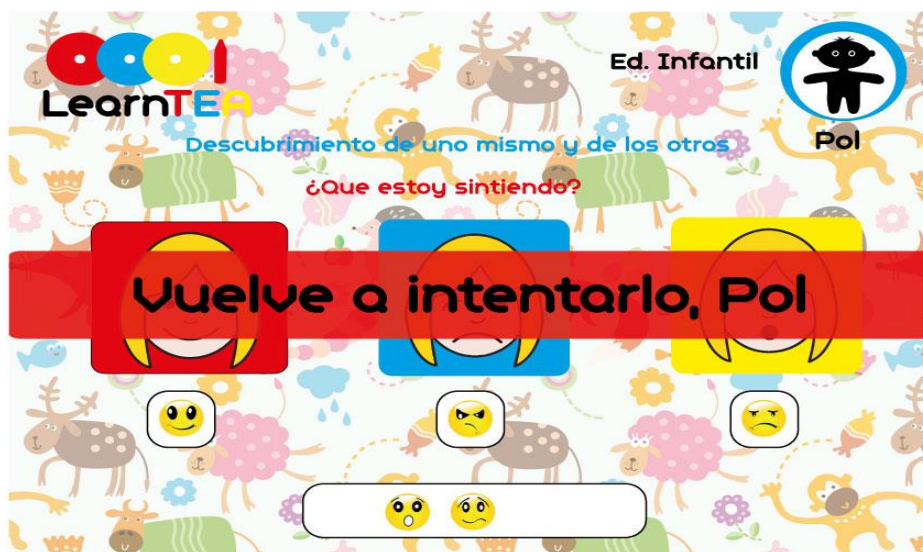 LearnTEA
Ed. Infantil
Pol
Descubrimiento de uno mismo y de los otros
¿Que estoy sintiendo?
Vuelve a intentarlo, Pol